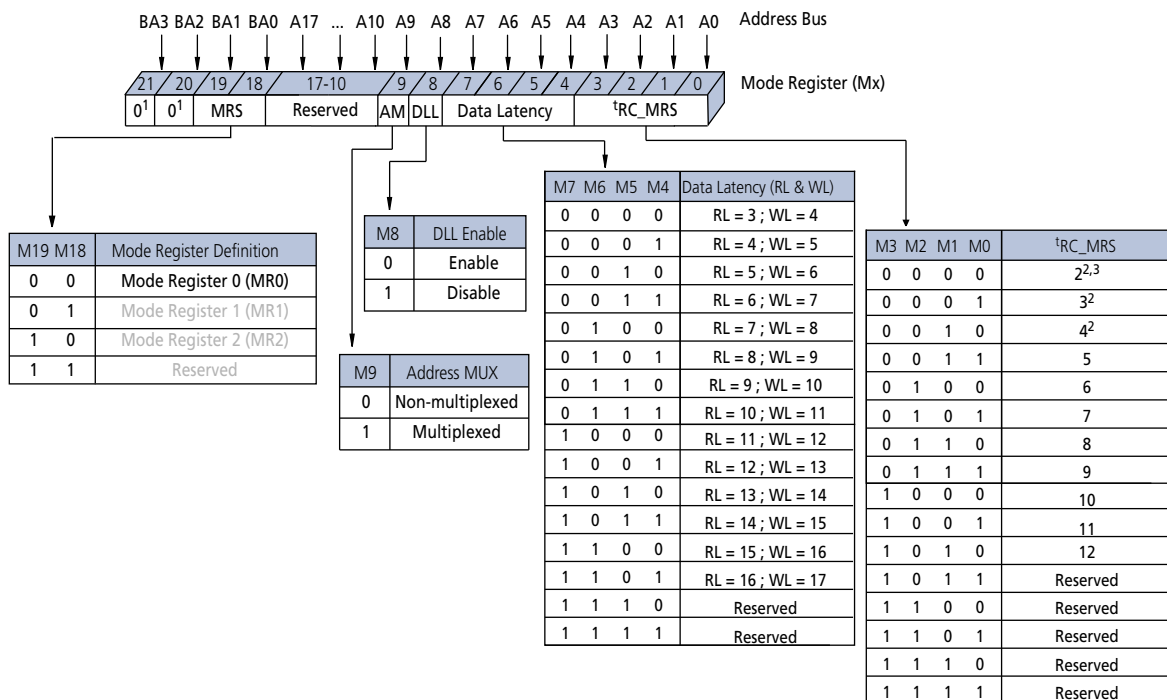 BA3 BA2 BA1 BA0 A17 ... A10 A9 A8 A7 A6 A5 A4 A3 A2 A1 A0 Address Bus
21 20 19 18 17-10 9 8 7 6 5 4 3 2 1 0 Mode Register (Mx)
0¹ 0¹ MRS Reserved AM DLL Data Latency ᵗRC_MRS
M19 M18 Mode Register Definition
0 0 Mode Register 0 (MR0)
0 1 Mode Register 1 (MR1)
1 0 Mode Register 2 (MR2)
1 1 Reserved
M8 DLL Enable
0 Enable
1 Disable
M9 Address MUX
0 Non-multiplexed
1 Multiplexed
M7 M6 M5 M4 Data Latency (RL & WL)
0 0 0 0 RL = 3 ; WL = 4
0 0 0 1 RL = 4 ; WL = 5
0 0 1 0 RL = 5 ; WL = 6
0 0 1 1 RL = 6 ; WL = 7
0 1 0 0 RL = 7 ; WL = 8
0 1 0 1 RL = 8 ; WL = 9
0 1 1 0 RL = 9 ; WL = 10
0 1 1 1 RL = 10 ; WL = 11
1 0 0 0 RL = 11 ; WL = 12
1 0 0 1 RL = 12 ; WL = 13
1 0 1 0 RL = 13 ; WL = 14
1 0 1 1 RL = 14 ; WL = 15
1 1 0 0 RL = 15 ; WL = 16
1 1 0 1 RL = 16 ; WL = 17
1 1 1 0 Reserved
1 1 1 1 Reserved
M3 M2 M1 M0 ᵗRC_MRS
0 0 0 0 2²,³
0 0 0 1 3²
0 0 1 0 4²
0 0 1 1 5
0 1 0 0 6
0 1 0 1 7
0 1 1 0 8
0 1 1 1 9
1 0 0 0 10
1 0 0 1 11
1 0 1 0 12
1 0 1 1 Reserved
1 1 0 0 Reserved
1 1 0 1 Reserved
1 1 1 0 Reserved
1 1 1 1 Reserved